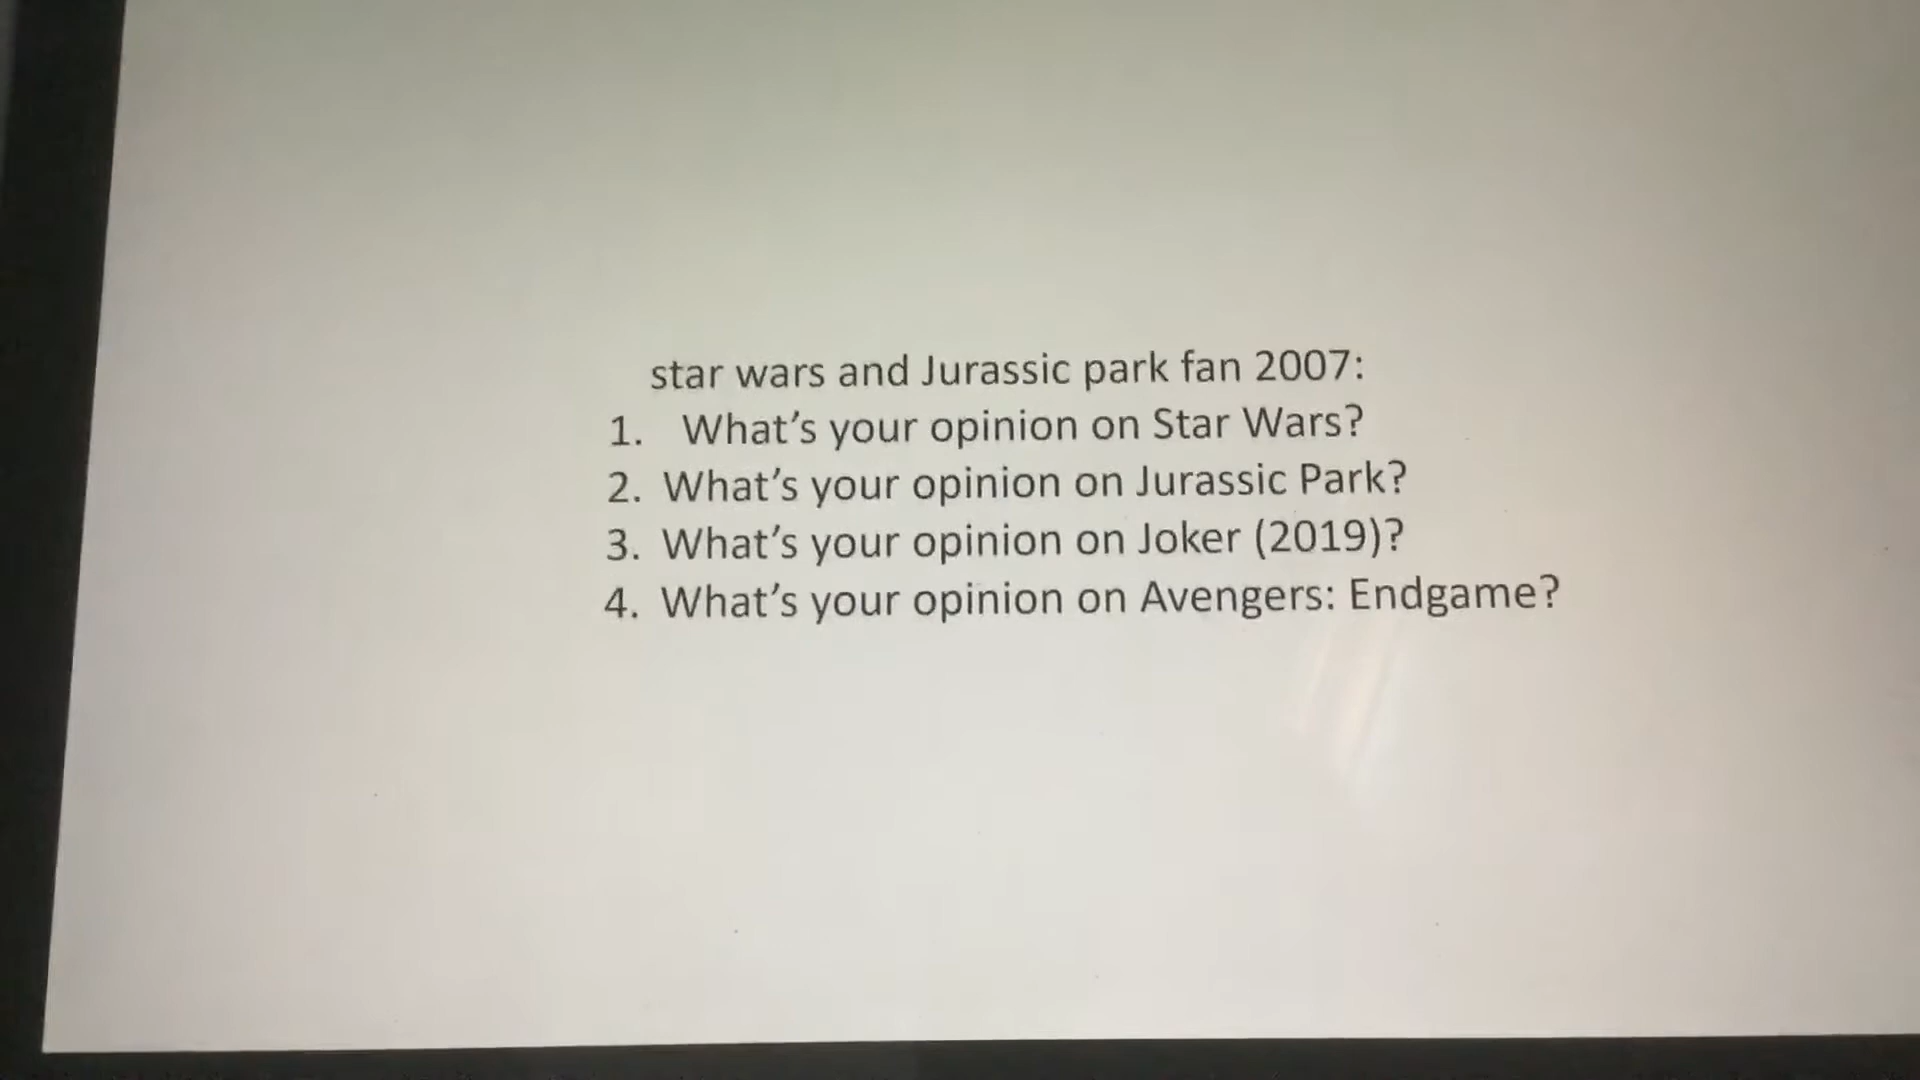 star wars and Jurassic park fan 2007:
1. What's your opinion on Star Wars?
2. What's your opinion on Jurassic Park?
3. What's your opinion on Joker (2019)?
4. What's your opinion on Avengers: Endgame?